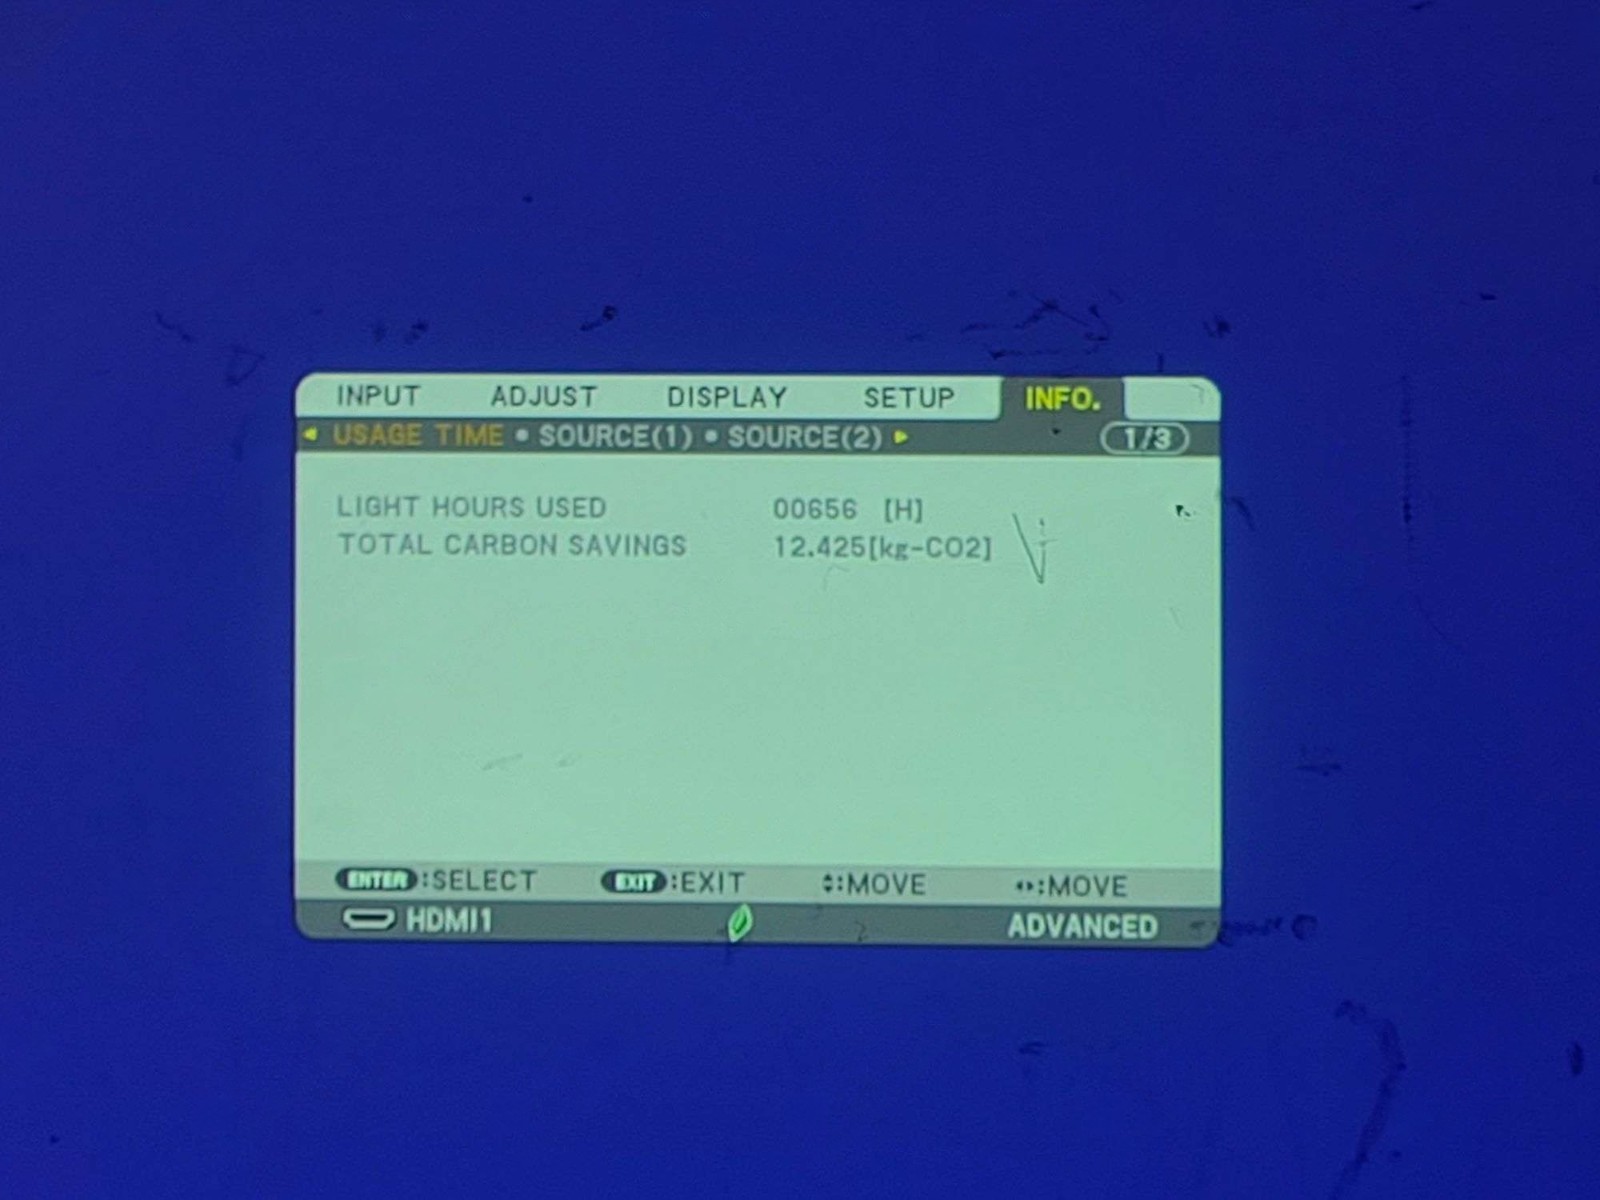 INPUT ADJUST DISPLAY SETUP INFO.
USAGE TIME • SOURCE(1) • SOURCE(2) 1/3
LIGHT HOURS USED 00656 [H]
TOTAL CARBON SAVINGS 12.425[kg-CO2]
ENTER:SELECT EXIT:EXIT :MOVE :MOVE
HDMI1 ADVANCED